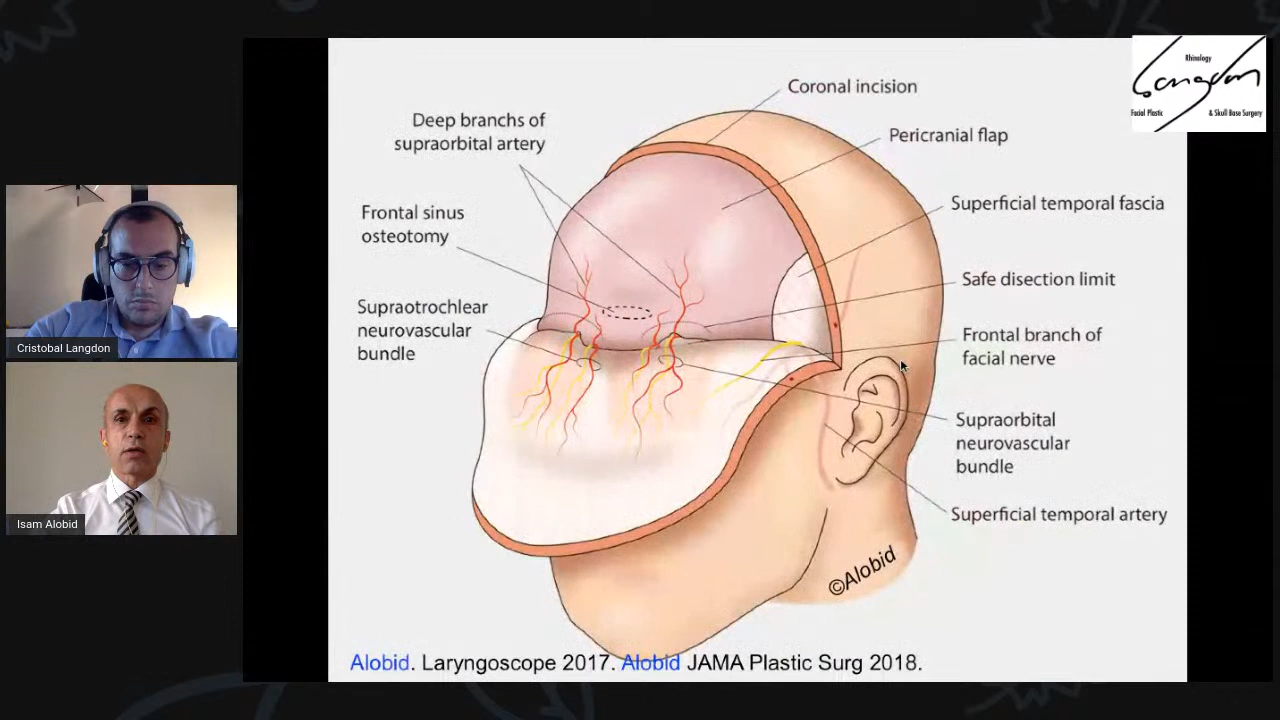 Coronal incision
Deep branchs of
supraorbital artery
Pericranial flap
Frontal sinus
osteotomy
Superficial temporal fascia
Safe disection limit
Supraotrochlear
neurovascular
bundle
Frontal branch of
facial nerve
Supraorbital
neurovascular
bundle
Superficial temporal artery
©Alobid
Alobid. Laryngoscope 2017. Alobid JAMA Plastic Surg 2018.
Cristobal Langdon
Isam Alobid
Rhinology
Langdon
Facial Plastic & Skull Base Surgery